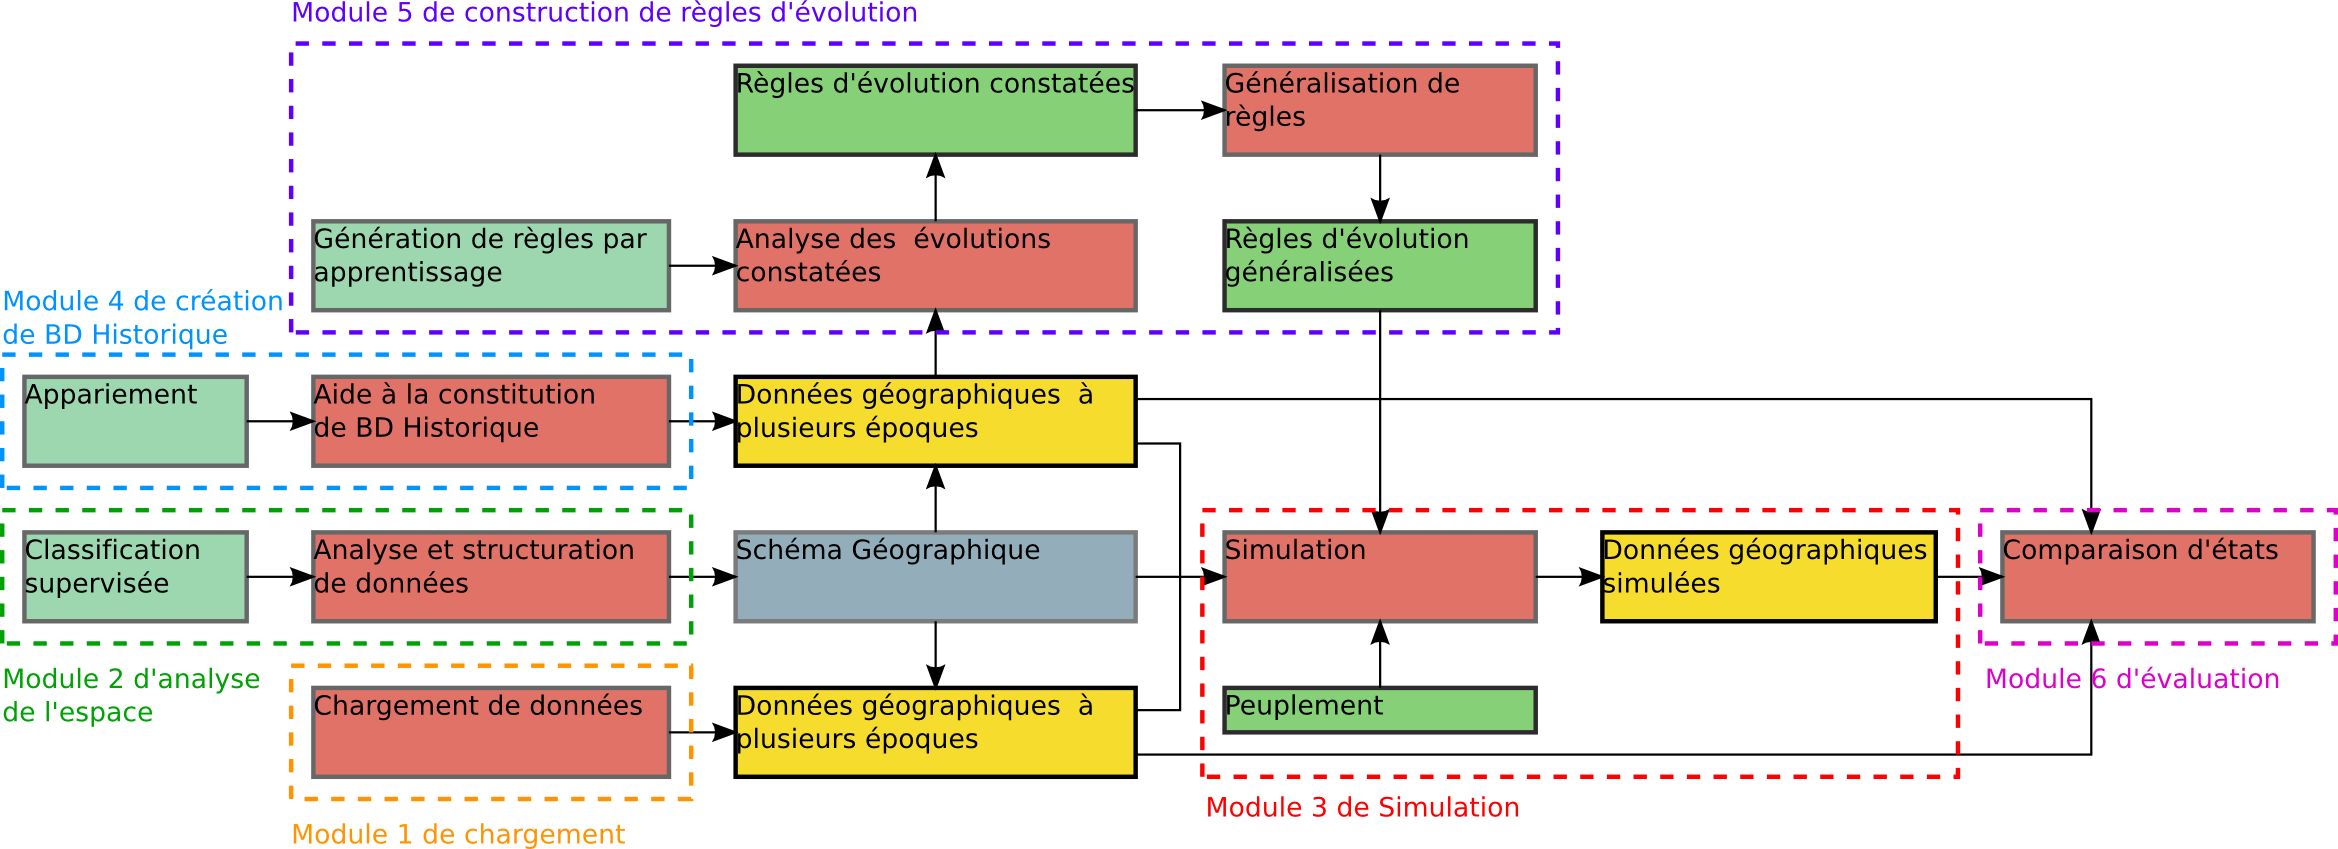 Module 5 de construction de règles d'évolution
Règles d'évolution constatées
Généralisation de
règles
Génération de règles par
apprentissage
Analyse des  évolutions
constatées
Règles d'évolution
généralisées
Module 4 de création
de BD Historique
Appariement
Aide à la constitution
de BD Historique
Données géographiques  à
plusieurs époques
Classification
supervisée
Analyse et structuration
de données
Schéma Géographique
Simulation
Données géographiques
simulées
Comparaison d'états
Module 2 d'analyse
de l'espace
Chargement de données
Données géographiques  à
plusieurs époques
Peuplement
Module 6 d'évaluation
Module 3 de Simulation
Module 1 de chargement